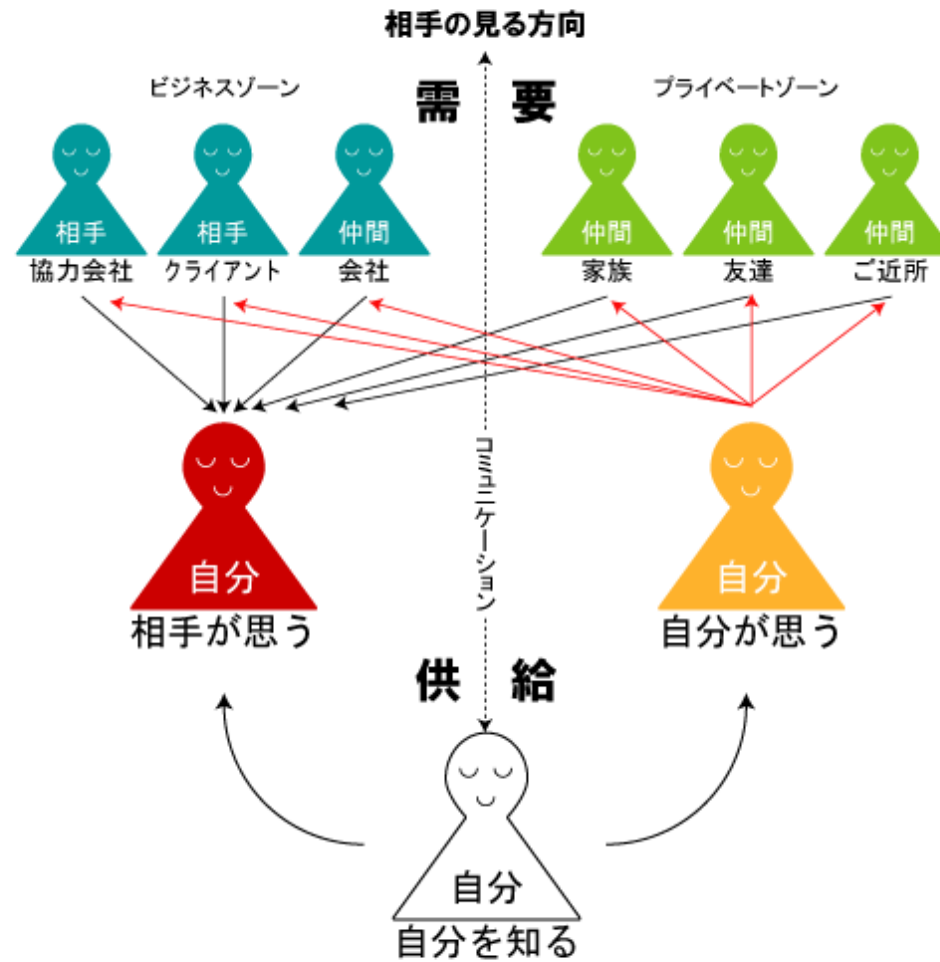 相手の見る方向
ビジネスゾーン
需要
プライベートゾーン
相手
相手
仲間
仲間
仲間
仲間
協力会社
クライアント
会社
家族
友達
ご近所
コミュニケーション
自分
自分
相手が思う
自分が思う
供給
自分
自分を知る